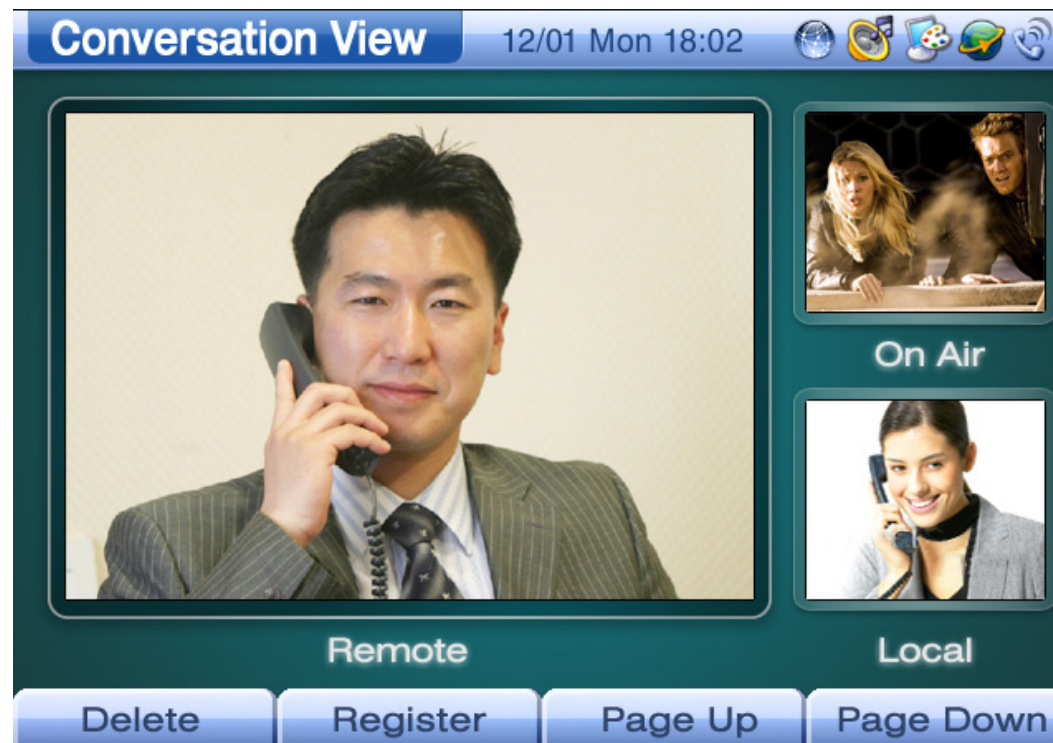 Conversation View 12/01 Mon 18:02
On Air
Remote
Local
Delete Register Page Up Page Down